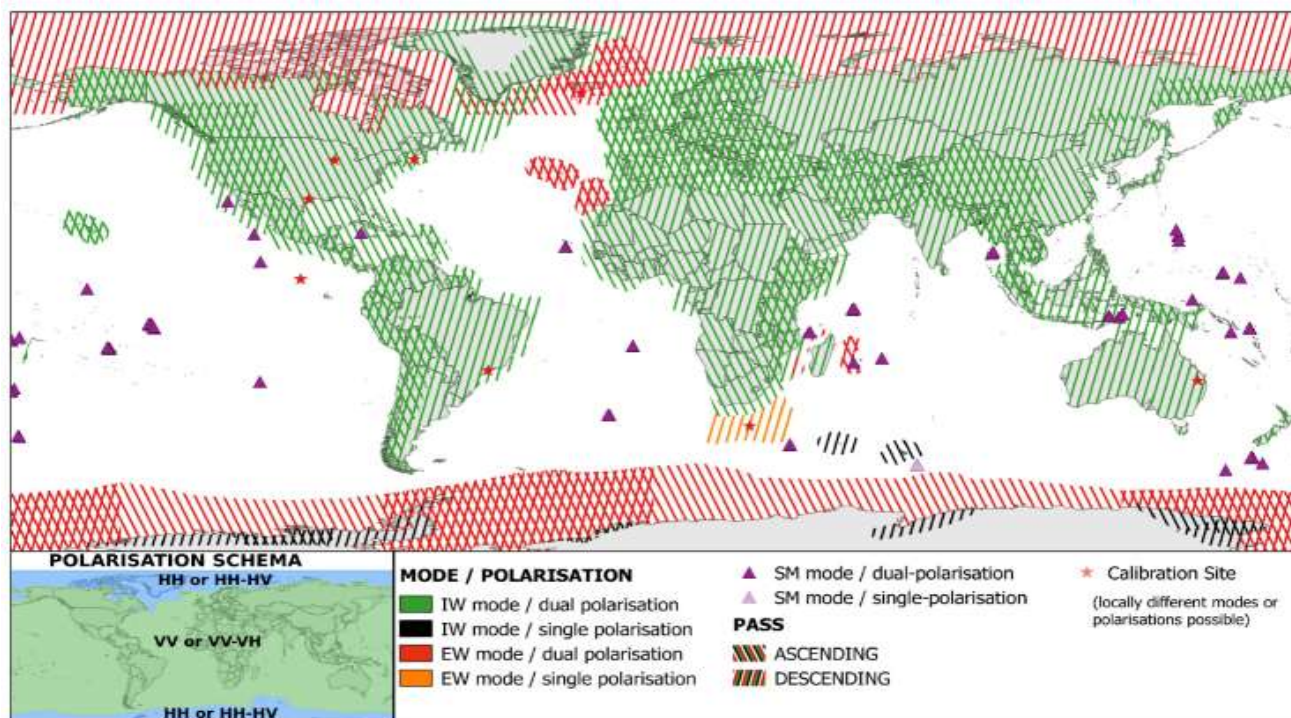 POLARISATION SCHEMA
HH or HH-HV
VV or VV-VH
HH or HH-HV
MODE / POLARISATION
IW mode / dual polarisation
IW mode / single polarisation
EW mode / dual polarisation
EW mode / single polarisation
SM mode / dual-polarisation
SM mode / single-polarisation
PASS
ASCENDING
DESCENDING
Calibration Site
(locally different modes or
polarisations possible)